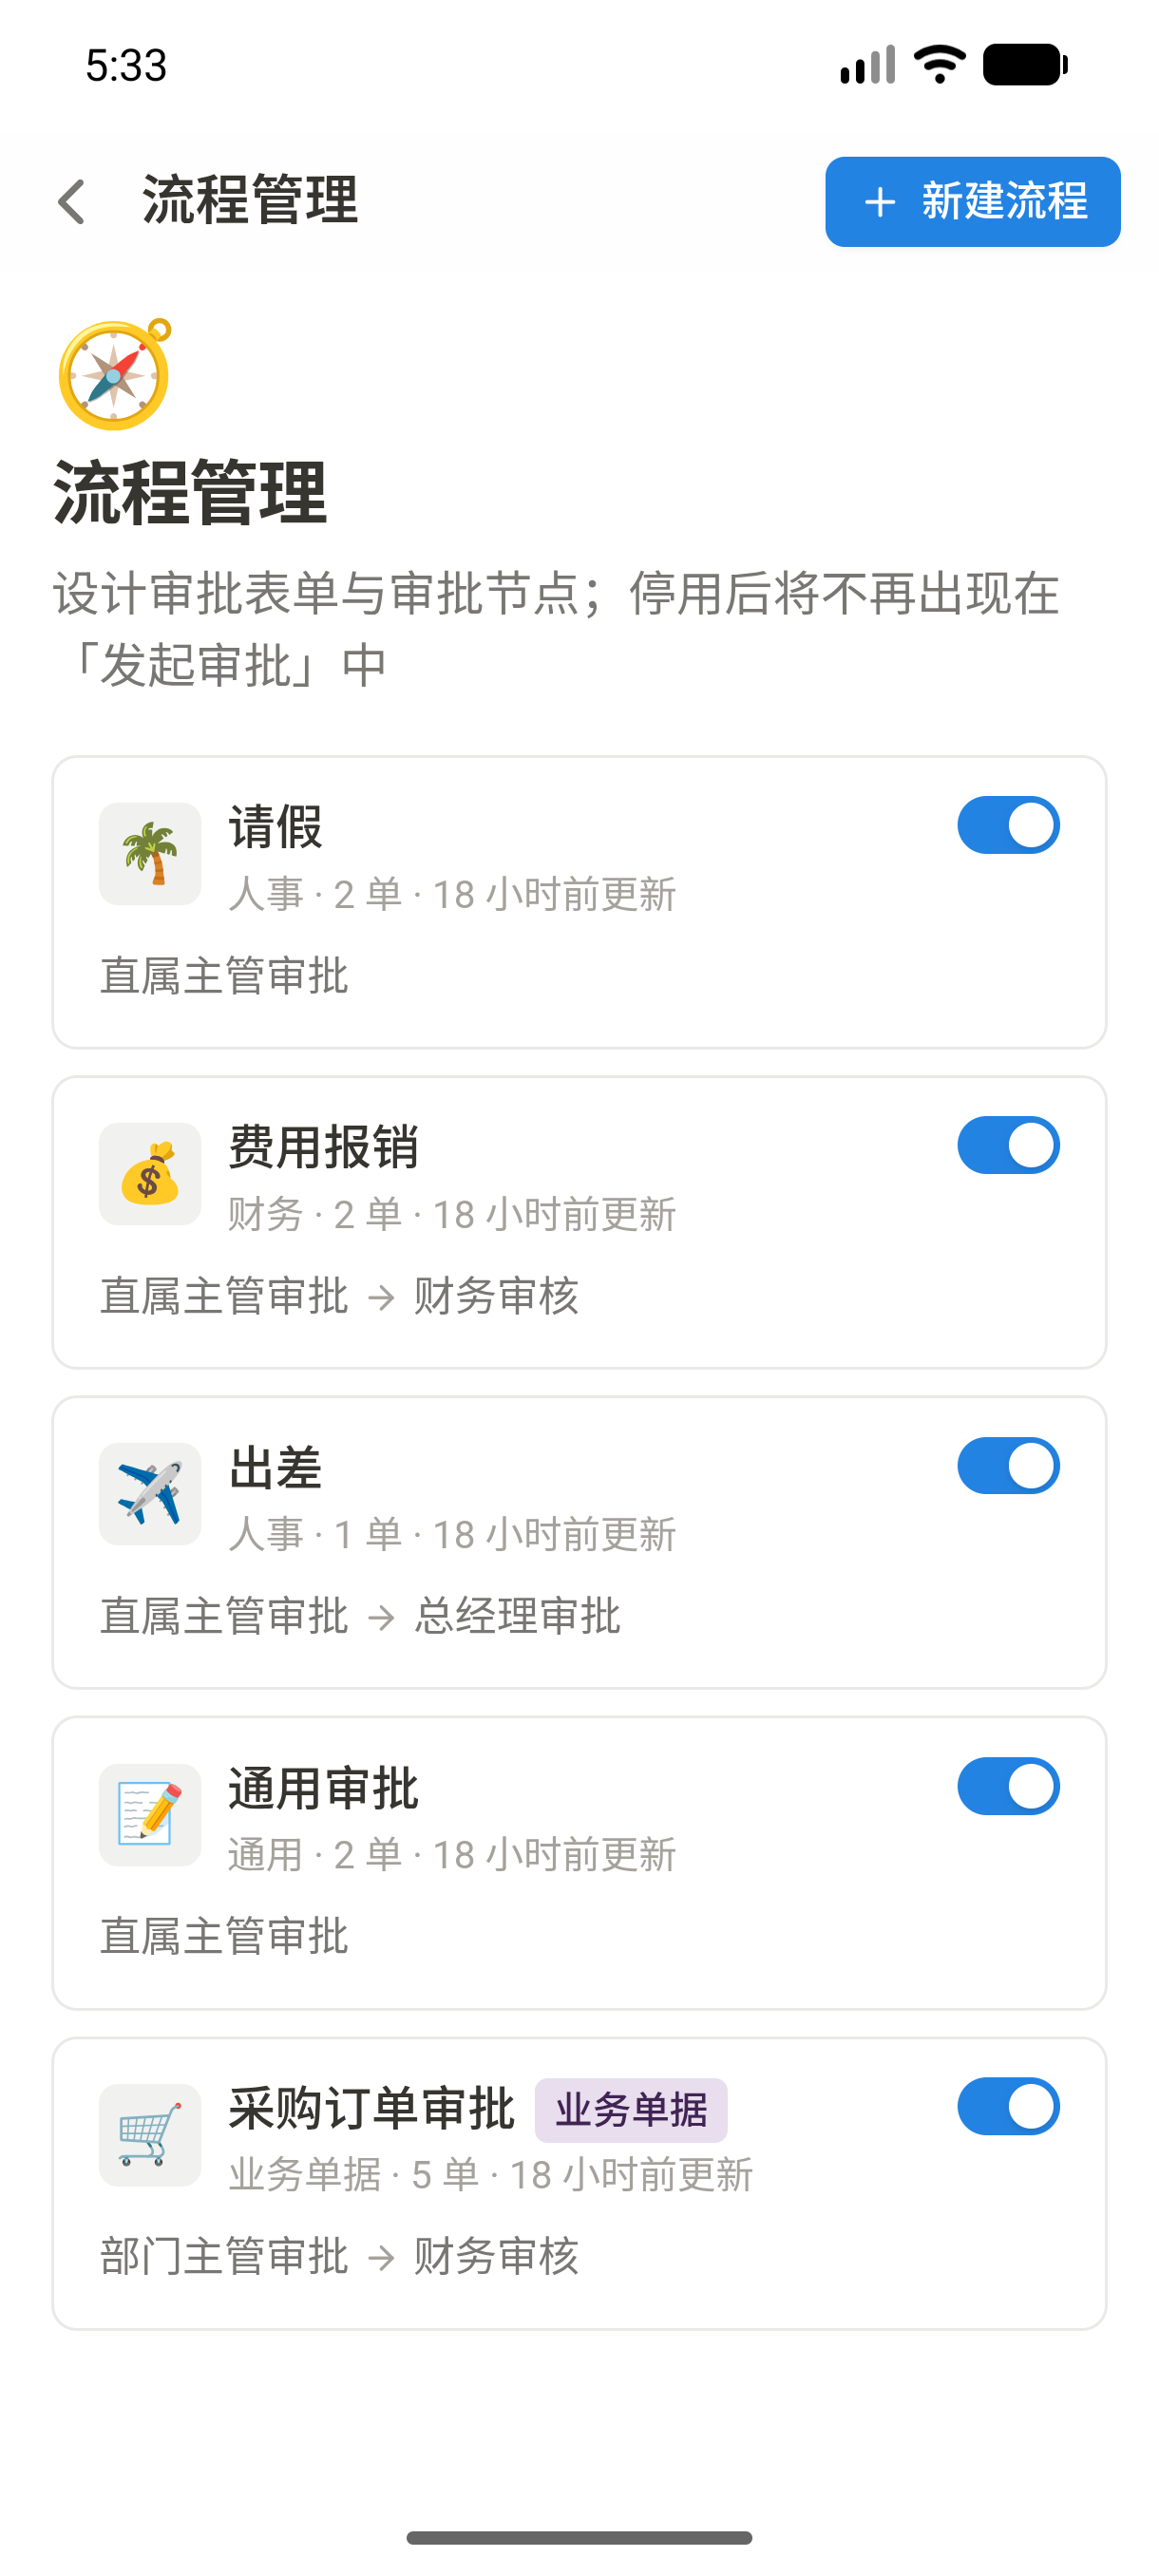 5:33
流程管理
新建流程
流程管理
设计审批表单与审批节点；停用后将不再出现在
「发起审批」中
请假
人事 · 2 单 · 18 小时前更新
直属主管审批
费用报销
财务 · 2 单 · 18 小时前更新
直属主管审批 → 财务审核
出差
人事 · 1 单 · 18 小时前更新
直属主管审批 → 总经理审批
通用审批
通用 · 2 单 · 18 小时前更新
直属主管审批
采购订单审批 业务单据
业务单据 · 5 单 · 18 小时前更新
部门主管审批 → 财务审核